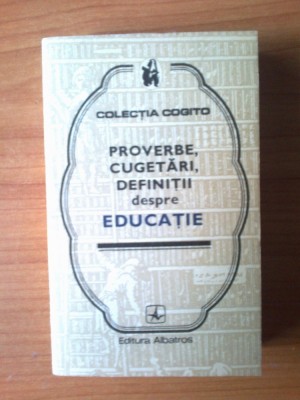 COLECȚIA COGITO
PROVERBE,
CUGETĂRI,
DEFINIȚII
despre
EDUCAȚIE
Editura Albatros